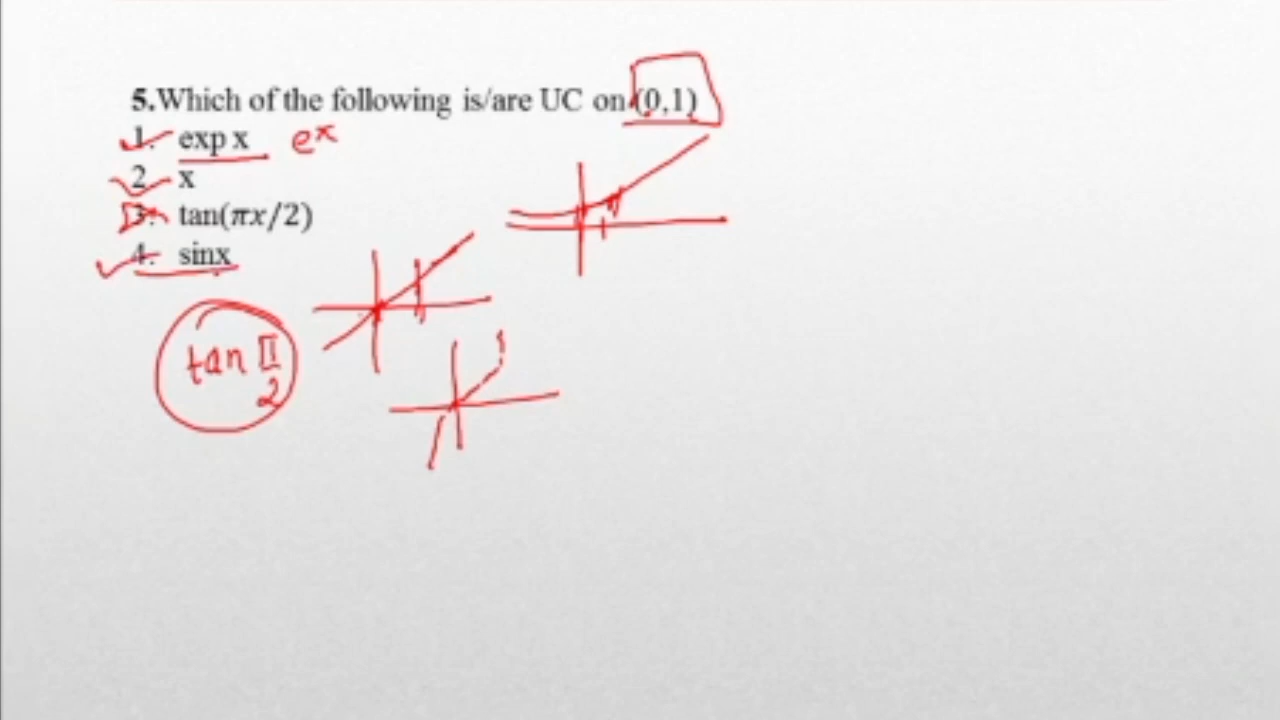 5.Which of the following is/are UC on (0,1)
1. exp x e^x
2. x
3. tan(πx/2)
4. sinx
tan π/2